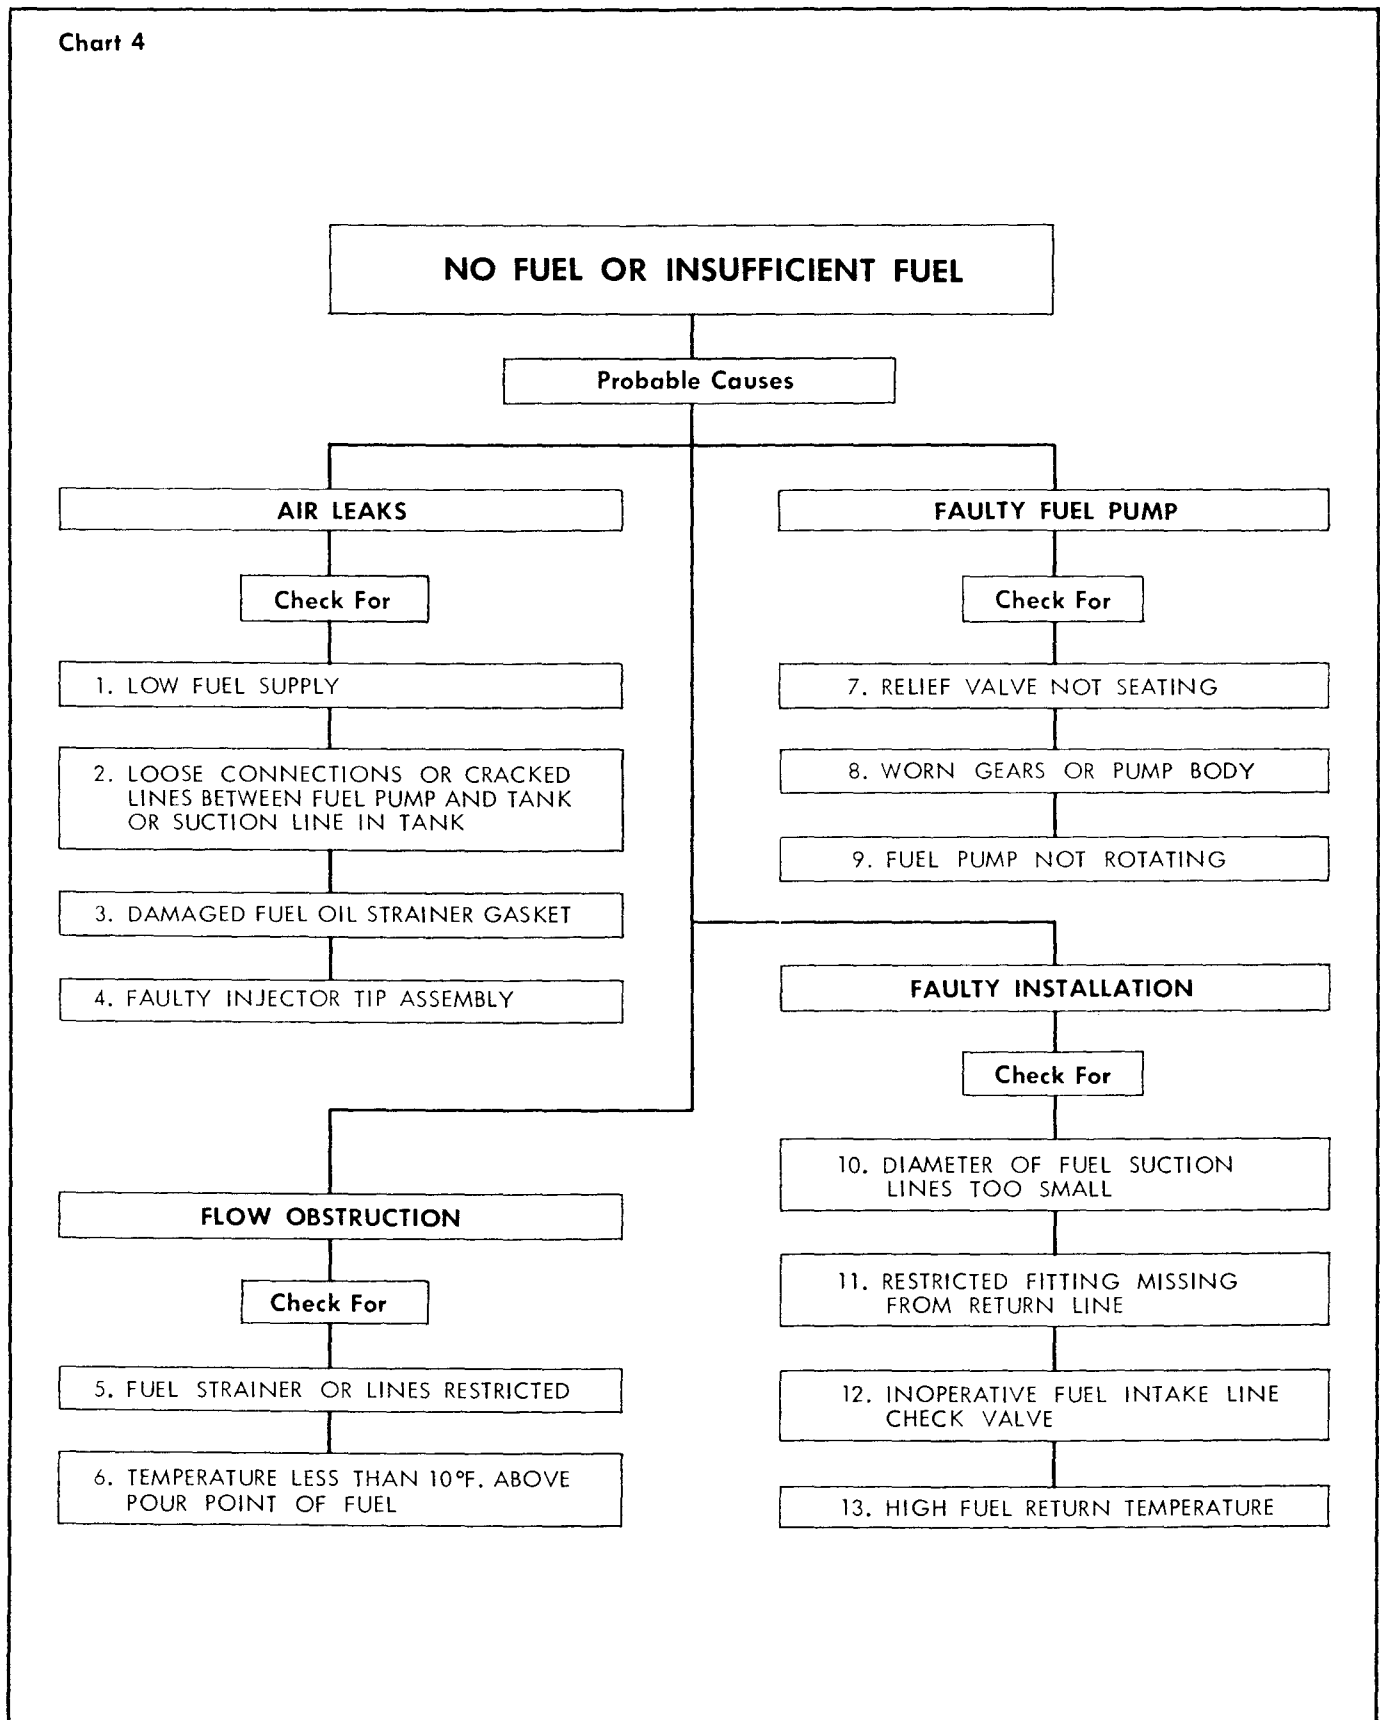 Chart 4
NO FUEL OR INSUFFICIENT FUEL
Probable Causes
AIR LEAKS
Check For
1. LOW FUEL SUPPLY
2. LOOSE CONNECTIONS OR CRACKED
LINES BETWEEN FUEL PUMP AND TANK
OR SUCTION LINE IN TANK
3. DAMAGED FUEL OIL STRAINER GASKET
4. FAULTY INJECTOR TIP ASSEMBLY
FLOW OBSTRUCTION
Check For
5. FUEL STRAINER OR LINES RESTRICTED
6. TEMPERATURE LESS THAN 10°F. ABOVE
POUR POINT OF FUEL
FAULTY FUEL PUMP
Check For
7. RELIEF VALVE NOT SEATING
8. WORN GEARS OR PUMP BODY
9. FUEL PUMP NOT ROTATING
FAULTY INSTALLATION
Check For
10. DIAMETER OF FUEL SUCTION
LINES TOO SMALL
11. RESTRICTED FITTING MISSING
FROM RETURN LINE
12. INOPERATIVE FUEL INTAKE LINE
CHECK VALVE
13. HIGH FUEL RETURN TEMPERATURE